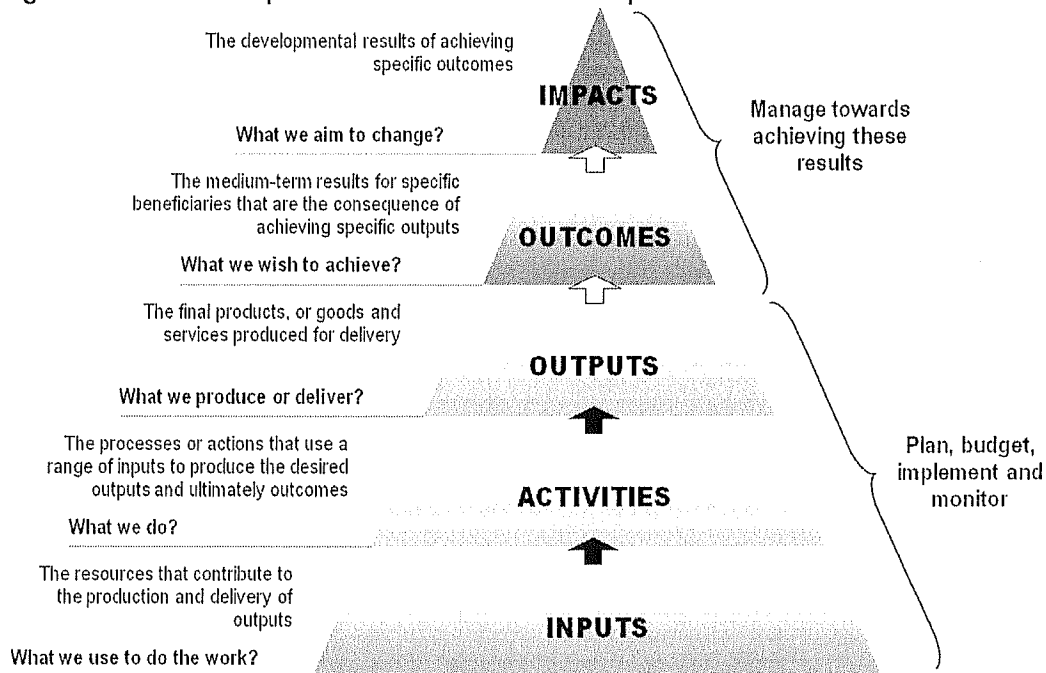 The developmental results of achieving
specific outcomes
IMPACTS
What we aim to change?
Manage towards
achieving these
results
The medium-term results for specific
beneficiaries that are the consequence of
achieving specific outputs
OUTCOMES
What we wish to achieve?
The final products, or goods and
services produced for delivery
OUTPUTS
What we produce or deliver?
The processes or actions that use a
range of inputs to produce the desired
outputs and ultimately outcomes
ACTIVITIES
What we do?
Plan, budget,
implement and
monitor
The resources that contribute to
the production and delivery of
outputs
INPUTS
What we use to do the work?